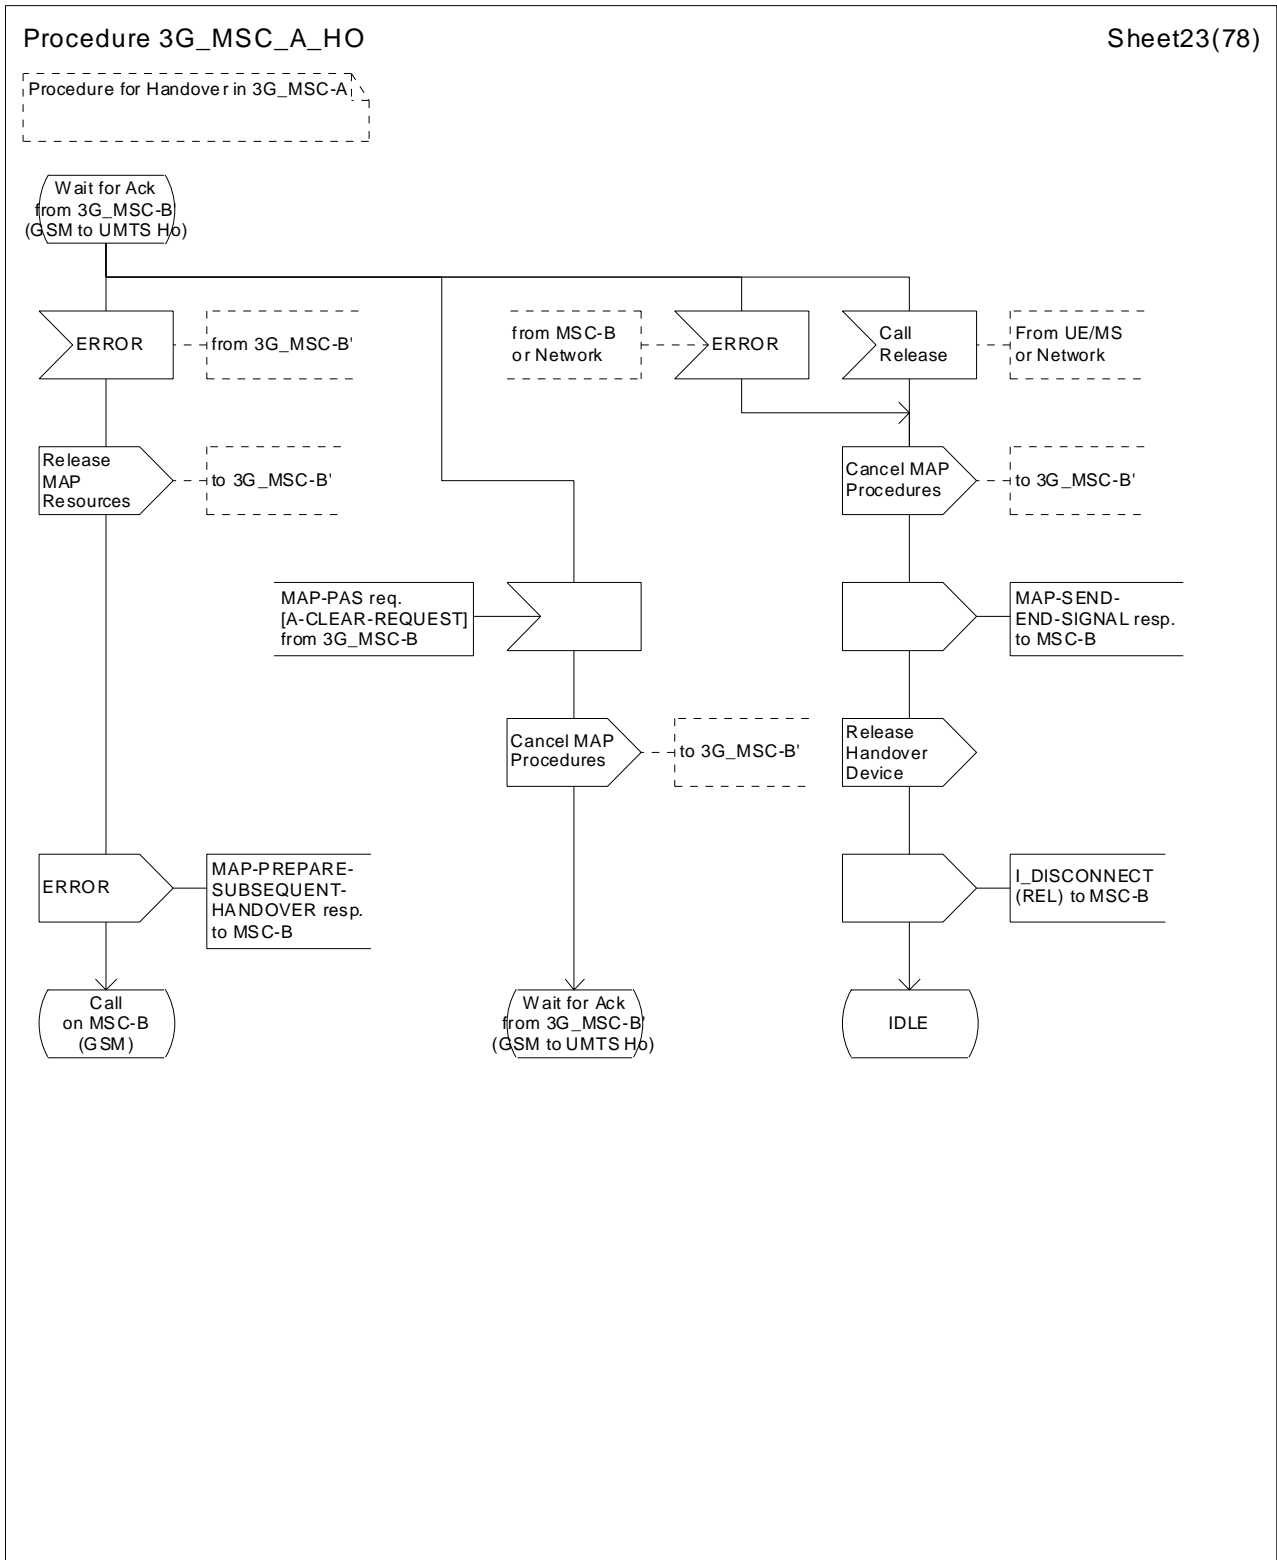 Procedure 3G_MSC_A_HO
Sheet23(78)
Procedure for Handover in 3G_MSC-A
Wait for Ack
from 3G_MSC-B'
(GSM to UMTS Ho)
ERROR
from 3G_MSC-B'
from MSC-B
or Network
ERROR
Call
Release
From UE/MS
or Network
Release
MAP
Resources
to 3G_MSC-B'
Cancel MAP
Procedures
to 3G_MSC-B'
MAP-PAS req.
[A-CLEAR-REQUEST]
from 3G_MSC-B
MAP-SEND-
END-SIGNAL resp.
to MSC-B
Cancel MAP
Procedures
to 3G_MSC-B'
Release
Handover
Device
ERROR
MAP-PREPARE-
SUBSEQUENT-
HANDOVER resp.
to MSC-B
I_DISCONNECT
(REL) to MSC-B
Call
on MSC-B
(GSM)
Wait for Ack
from 3G_MSC-B'
(GSM to UMTS Ho)
IDLE